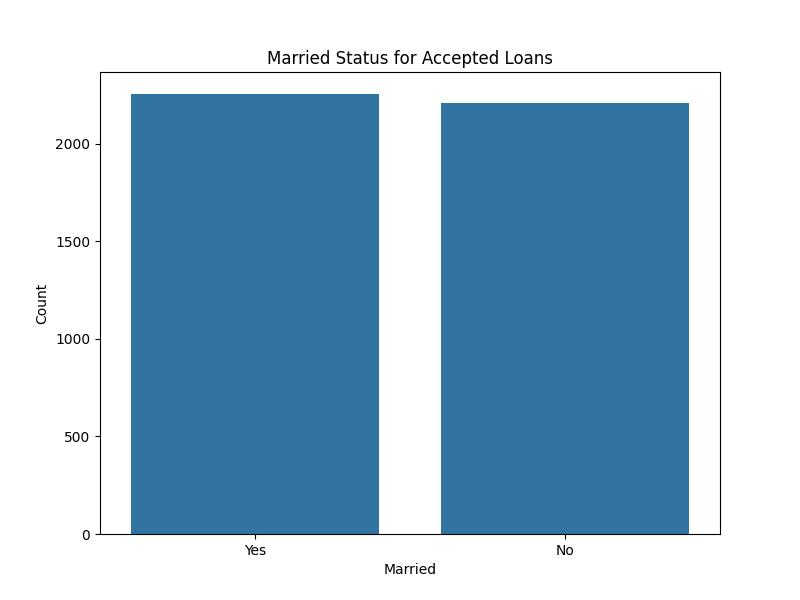 Married Status for Accepted Loans
2000
1500
1000
500
0
Count
Yes No
Married